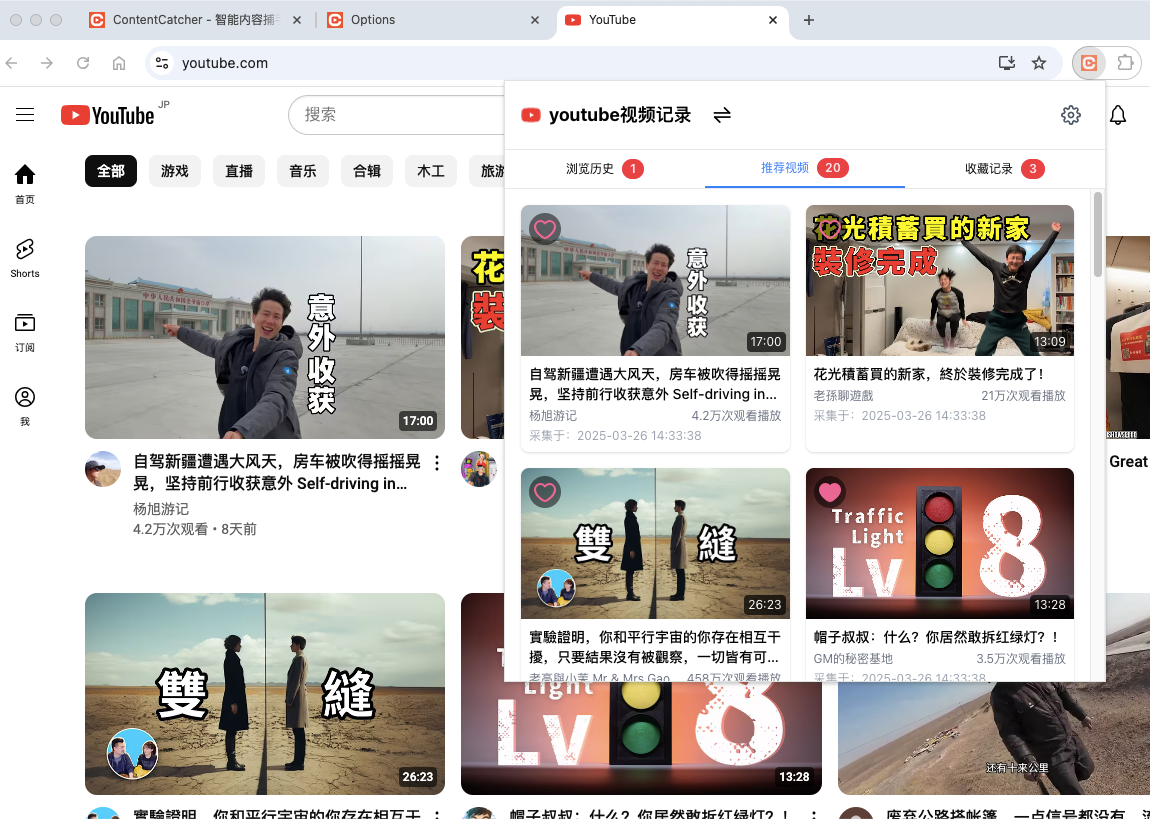 ContentCatcher - 智能内容捕
Options
YouTube
youtube.com
YouTube
JP
搜索
全部
游戏
直播
音乐
合辑
木工
旅游
首页
Shorts
订阅
我
中华人民共和国老爷庙口岸
意外收获
17:00
自驾新疆遭遇大风天，房车被吹得摇摇晃
晃，坚持前行收获意外 Self-driving in...
杨旭游记
4.2万次观看 • 8天前
花
裝
Great
雙 縫
26:23
實驗證明，你和平行宇宙的你存在相互干
Light
Lv 8
13:28
帽子叔叔：什么？你居然敢拆红绿灯？！
还有十来公里
废弃公路搭帐篷，一点信号都没有，
youtube视频记录
浏览历史 1
推荐视频 20
收藏记录 3
意外收获
17:00
自驾新疆遭遇大风天，房车被吹得摇摇晃
晃，坚持前行收获意外 Self-driving in...
杨旭游记
4.2万次观看播放
采集于：2025-03-26 14:33:38
花光積蓄買的新家
裝修完成
13:09
花光積蓄買的新家，終於裝修完成了！
老孫聊遊戲
21万次观看播放
采集于：2025-03-26 14:33:38
雙 縫
26:23
實驗證明，你和平行宇宙的你存在相互干
擾，只要結果沒有被觀察，一切皆有可...
老高與小茉 Mr & Mrs Gao
458万次观看播放
Traffic
Light
Lv 8
13:28
帽子叔叔：什么？你居然敢拆红绿灯？！
GM的秘密基地
3.5万次观看播放
采集于：2025-03-26 14:33:38